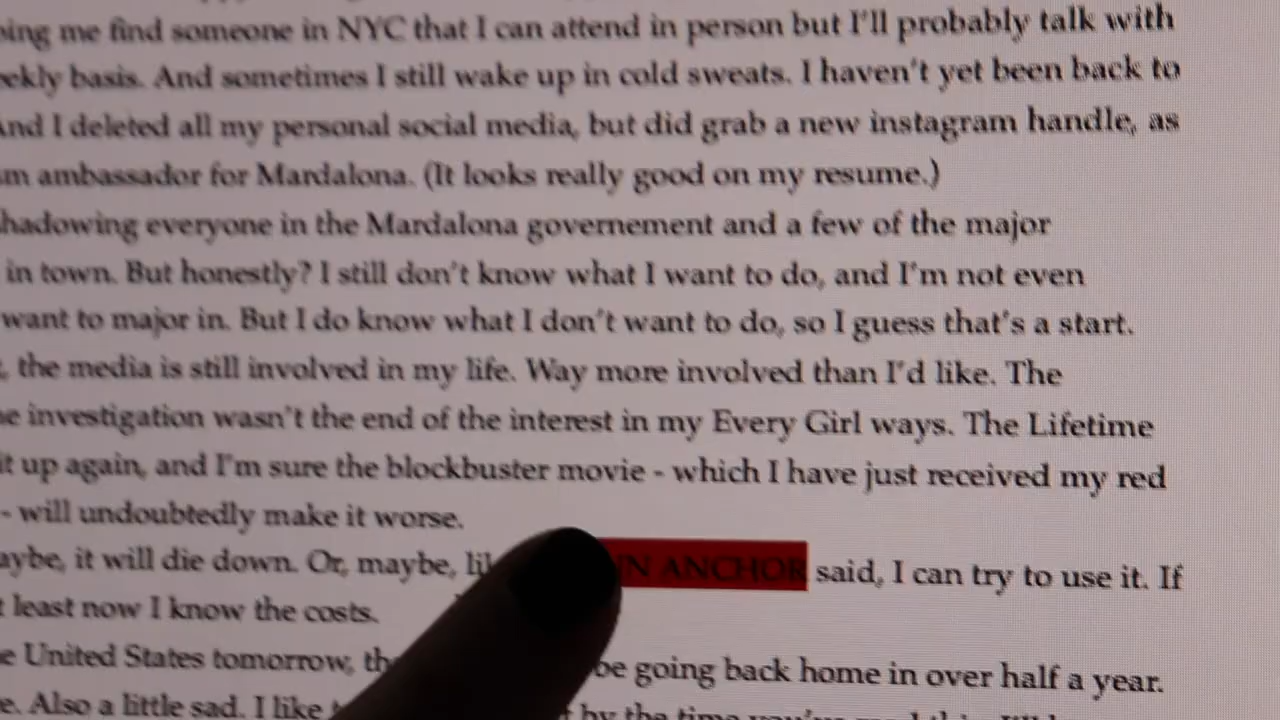 me find someone in NYC that I can attend in person but I'll probably talk with
basis. And sometimes I still wake up in cold sweats. I haven't yet been back to
And I deleted all my personal social media, but did grab a new instagram handle, as
ambassador for Mardalona. (It looks really good on my resume.)
hadowing everyone in the Mardalona governement and a few of the major
in town. But honestly? I still don't know what I want to do, and I'm not even
want to major in. But I do know what I don't want to do, so I guess that's a start.
, the media is still involved in my life. Way more involved than I'd like. The
investigation wasn't the end of the interest in my Every Girl ways. The Lifetime
it up again, and I'm sure the blockbuster movie - which I have just received my red
- will undoubtedly make it worse.
aybe, it will die down. Or, maybe, ANCHOR said, I can try to use it. If
least now I know the costs.
United States tomorrow, be going back home in over half a year.
Also a little sad. I like by the time